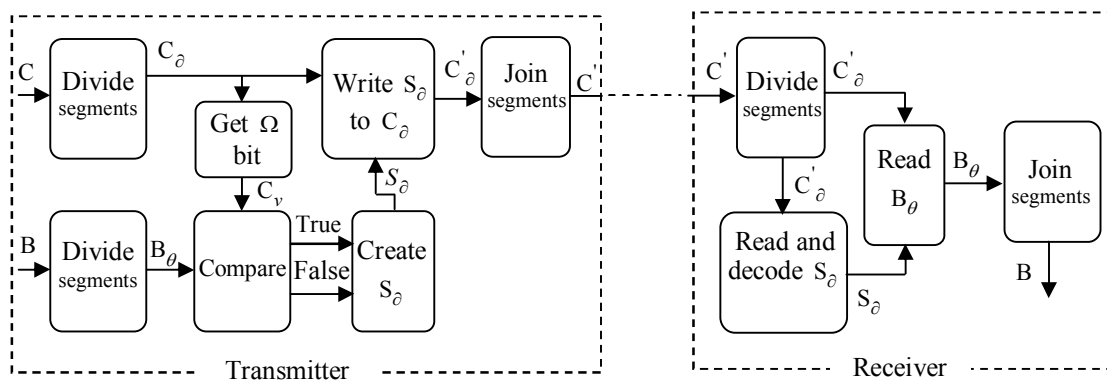 C
Divide
segments
C∂
Get Ω
bit
Cν
Write S∂
to C∂
C'∂
Join
segments
C'
S∂
B
Divide
segments
Bθ
Compare
True
False
Create
S∂
Transmitter
C'
Divide
segments
C'∂
C'∂
Read
Bθ
Bθ
Join
segments
Read and
decode S∂
S∂
B
Receiver